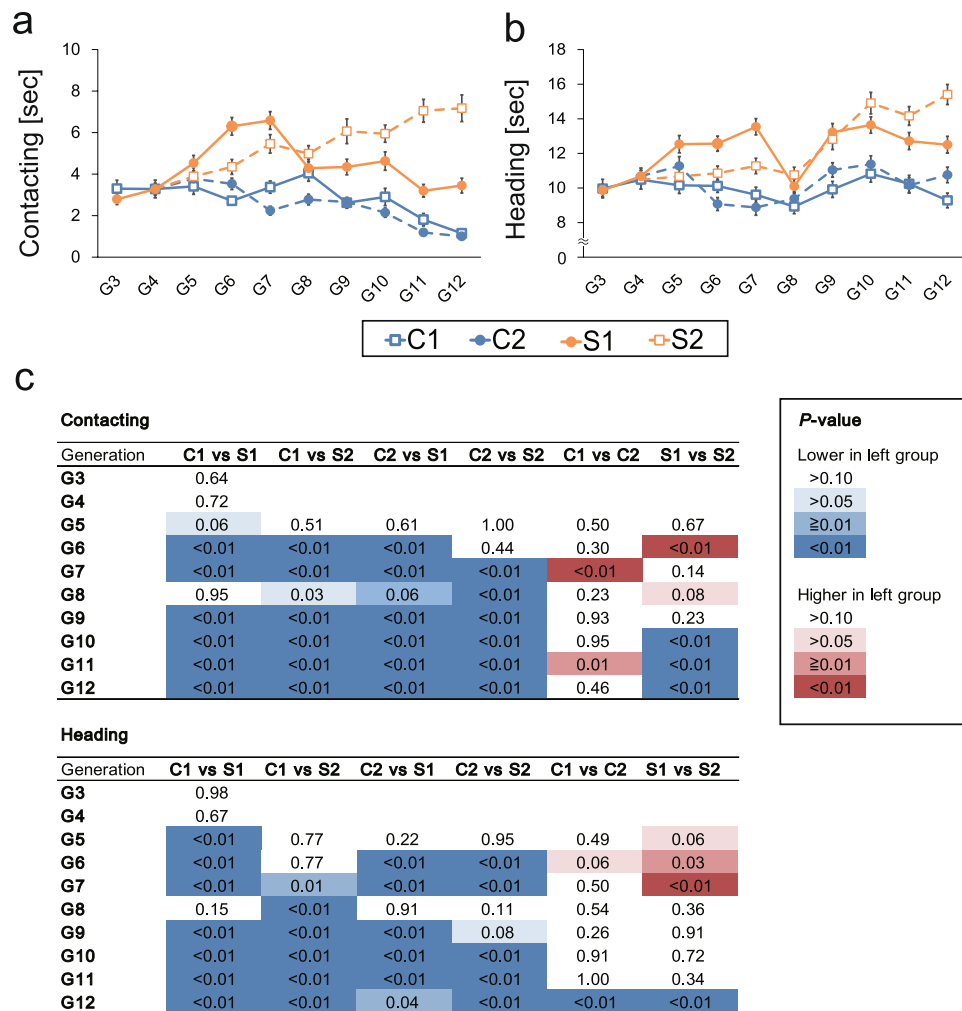 a
b
Contacting [sec]
10
8
6
4
2
0
G3 G4 G5 G6 G7 G8 G9 G10 G11 G12
Heading [sec]
18
16
14
12
10
8
0
G3 G4 G5 G6 G7 G8 G9 G10 G11 G12
C1 C2 S1 S2
c
Contacting
Generation C1 vs S1 C1 vs S2 C2 vs S1 C2 vs S2 C1 vs C2 S1 vs S2
G3 0.64
G4 0.72
G5 0.06 0.51 0.61 1.00 0.50 0.67
G6 <0.01 <0.01 <0.01 0.44 0.30 <0.01
G7 <0.01 <0.01 <0.01 <0.01 <0.01 0.14
G8 0.95 0.03 0.06 <0.01 0.23 0.08
G9 <0.01 <0.01 <0.01 <0.01 0.93 0.23
G10 <0.01 <0.01 <0.01 <0.01 0.95 <0.01
G11 <0.01 <0.01 <0.01 <0.01 0.01 <0.01
G12 <0.01 <0.01 <0.01 <0.01 0.46 <0.01
Heading
Generation C1 vs S1 C1 vs S2 C2 vs S1 C2 vs S2 C1 vs C2 S1 vs S2
G3 0.98
G4 0.67
G5 <0.01 0.77 0.22 0.95 0.49 0.06
G6 <0.01 0.77 <0.01 <0.01 0.06 0.03
G7 <0.01 0.01 <0.01 <0.01 0.50 <0.01
G8 0.15 <0.01 0.91 0.11 0.54 0.36
G9 <0.01 <0.01 <0.01 0.08 0.26 0.91
G10 <0.01 <0.01 <0.01 <0.01 0.91 0.72
G11 <0.01 <0.01 <0.01 <0.01 1.00 0.34
G12 <0.01 <0.01 0.04 <0.01 <0.01 <0.01
P-value
Lower in left group
>0.10
>0.05
≧0.01
<0.01
Higher in left group
>0.10
>0.05
≧0.01
<0.01